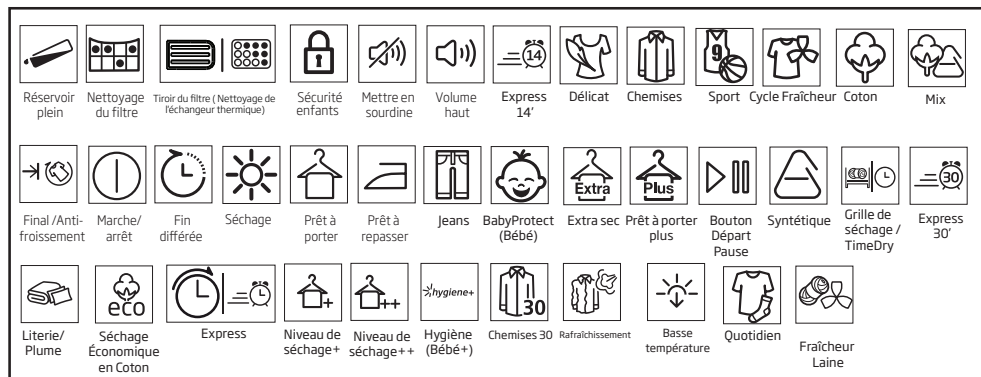 14
9
Réservoir
plein
Nettoyage
du filtre
Tiroir du filtre ( Nettoyage de
l'échangeur thermique)
Sécurité
enfants
Mettre en
sourdine
Volume
haut
Express
14'
Délicat
Chemises
Sport
Cycle Fraîcheur
Coton
Mix
Extra
Plus
30
Final /Anti-
froissement
Marche/
arrêt
Fin
différée
Séchage
Prêt à
porter
Prêt à
repasser
Jeans
BabyProtect
(Bébé)
Extra sec
Prêt à porter
plus
Bouton
Départ
Pause
Syntétique
Grille de
séchage /
TimeDry
Express
30'
eco
+
++
hygiene+
30
Literie/
Plume
Séchage
Économique
en Coton
Express
Niveau de
séchage+
Niveau de
séchage++
Hygiène
(Bébé+)
Chemises 30
Rafraîchissement
Basse
température
Quotidien
Fraîcheur
Laine